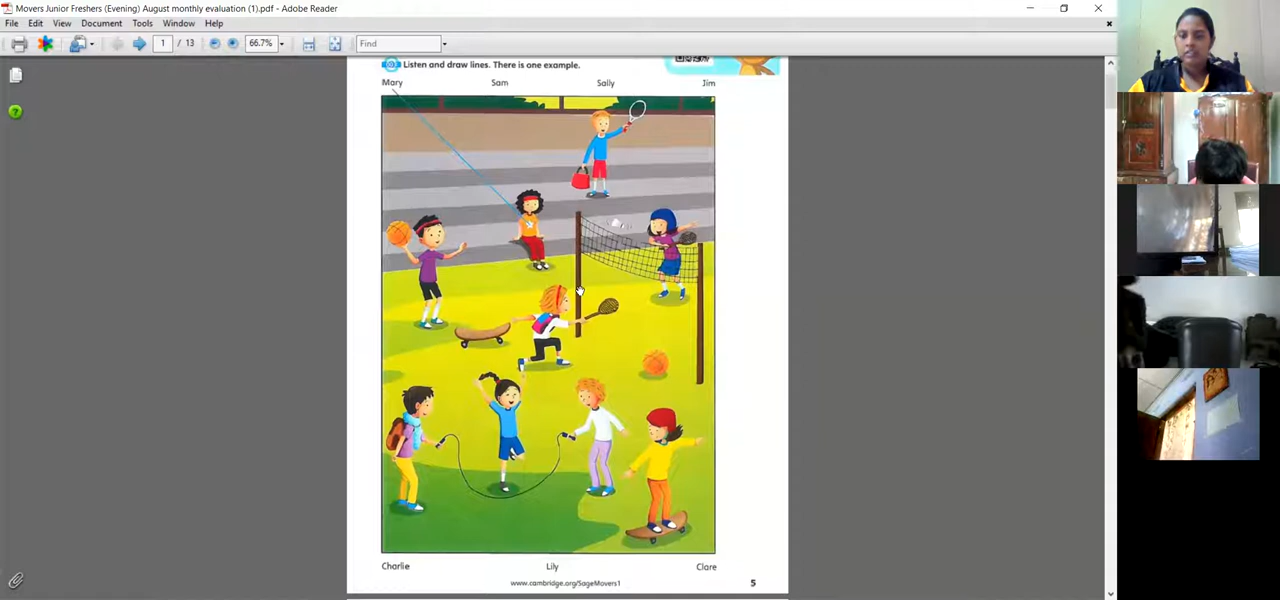 Movers Junior Freshers (Evening) August monthly evaluation (1).pdf - Adobe Reader
File Edit View Document Tools Window Help
1 / 13 66.7% Find
Listen and draw lines. There is one example.
Mary Sam Sally Jim
Charlie Lily Clare
www.cambridge.org/SageMovers1
5